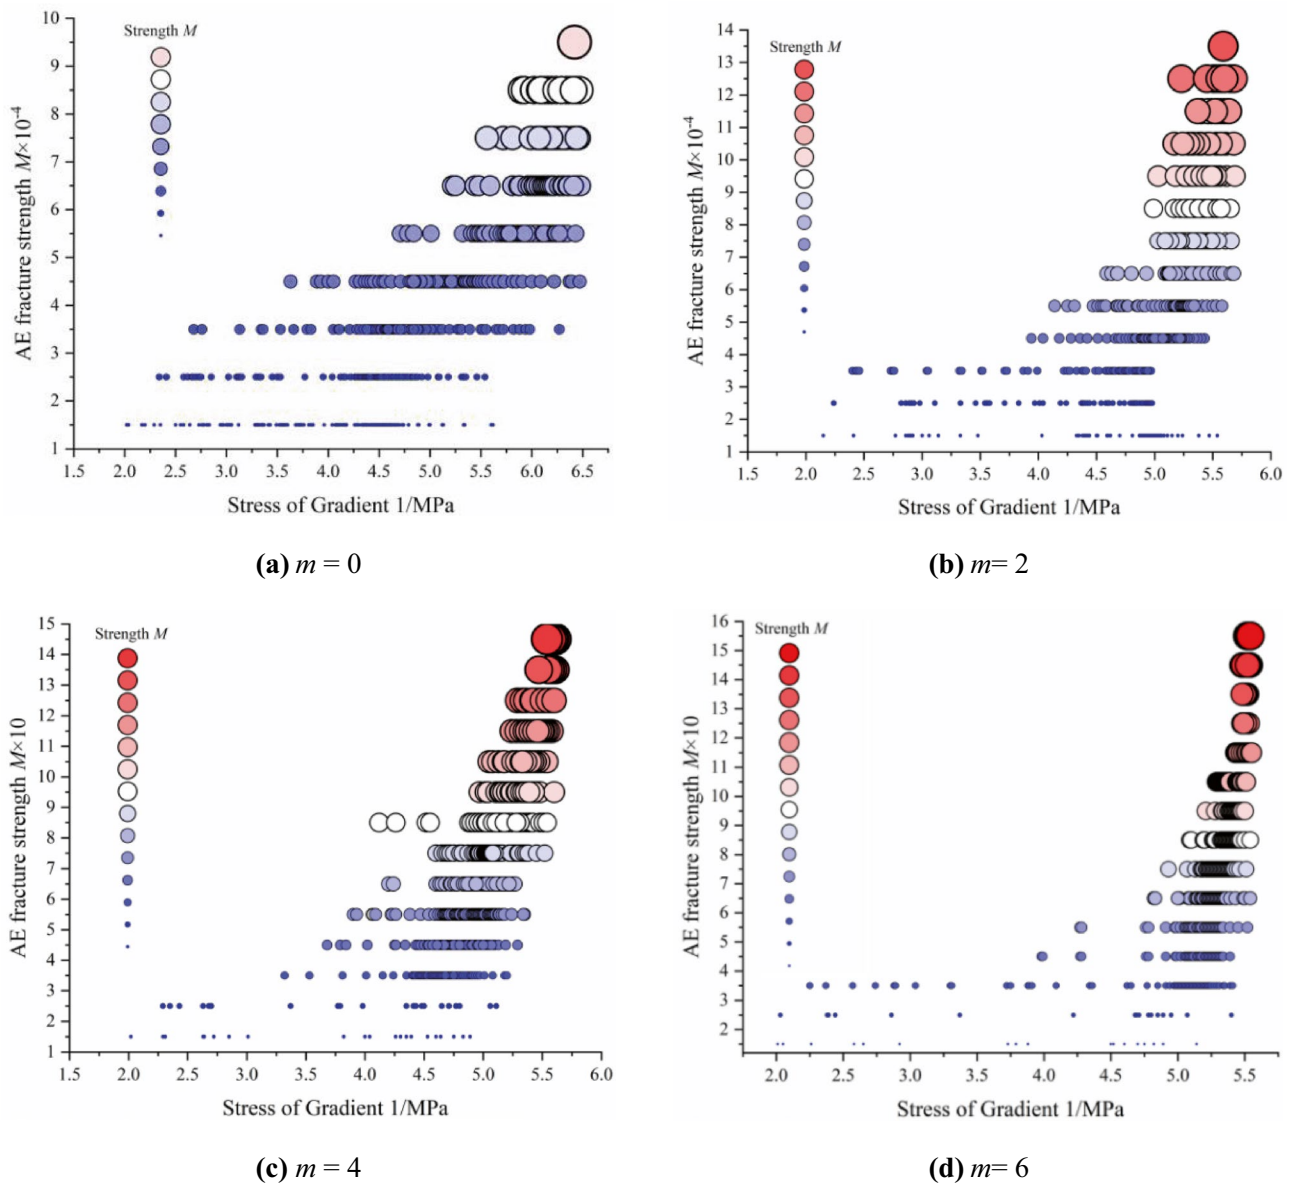 Strength M
AE fracture strength M×10-4
10
9
8
7
6
5
4
3
2
1
1.5 2.0 2.5 3.0 3.5 4.0 4.5 5.0 5.5 6.0 6.5
Stress of Gradient 1/MPa
(a) m = 0
Strength M
AE fracture strength M×10-4
14
13
12
11
10
9
8
7
6
5
4
3
2
1
1.5 2.0 2.5 3.0 3.5 4.0 4.5 5.0 5.5 6.0
Stress of Gradient 1/MPa
(b) m= 2
Strength M
AE fracture strength M×10
15
14
13
12
11
10
9
8
7
6
5
4
3
2
1
1.5 2.0 2.5 3.0 3.5 4.0 4.5 5.0 5.5 6.0
Stress of Gradient 1/MPa
(c) m = 4
Strength M
AE fracture strength M×10
16
15
14
13
12
11
10
9
8
7
6
5
4
3
2
2.0 2.5 3.0 3.5 4.0 4.5 5.0 5.5
Stress of Gradient 1/MPa
(d) m= 6